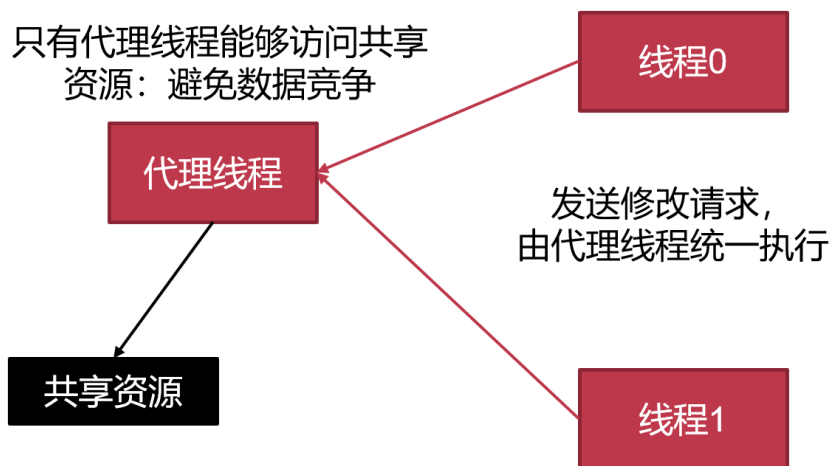 只有代理线程能够访问共享
资源：避免数据竞争
线程0
代理线程
发送修改请求，
由代理线程统一执行
共享资源
线程1